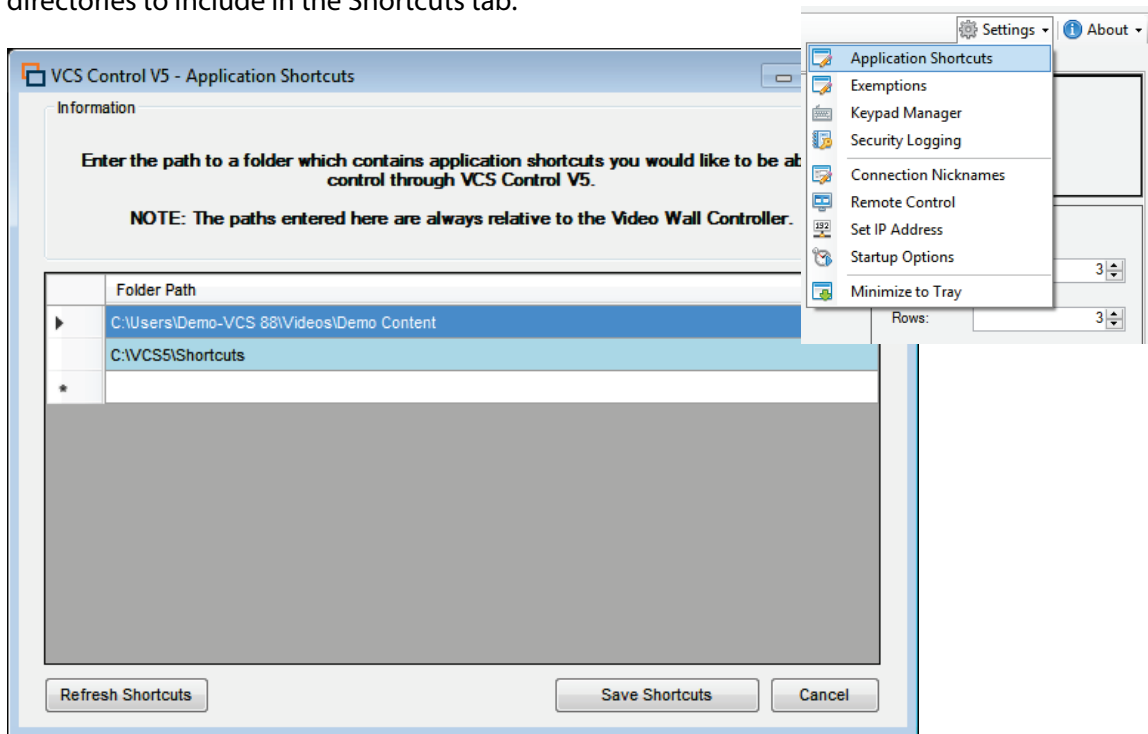 directories to include in the Shortcuts tab.
Settings
About
VCS Control V5 - Application Shortcuts
Application Shortcuts
Exemptions
Keypad Manager
Security Logging
Connection Nicknames
Remote Control
Set IP Address
Startup Options
Minimize to Tray
3
Rows: 3
Information
Enter the path to a folder which contains application shortcuts you would like to be
control through VCS Control V5.
NOTE: The paths entered here are always relative to the Video Wall Controller.
Folder Path
C:\Users\Demo-VCS 88\Videos\Demo Content
C:\VCS5\Shortcuts
*
Refresh Shortcuts
Save Shortcuts
Cancel